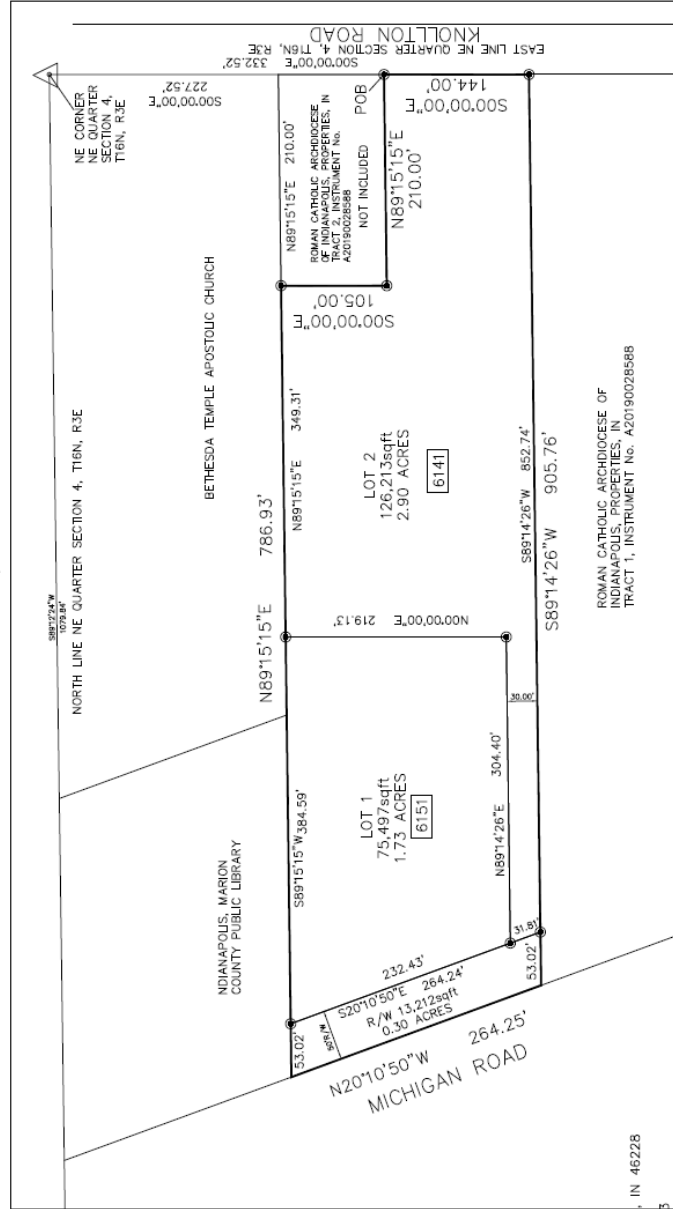 KNOLLTON ROAD
EAST LINE NE QUARTER SECTION 4, T16N, R3E
S00°00'00"E 332.52'
227.52'
S00°00'00"E
NE CORNER
NE QUARTER
SECTION 4,
T16N, R3E
N89°15'15"E 210.00'
ROMAN CATHOLIC ARCHDIOCESE
OF INDIANAPOLIS, PROPERTIES, IN
TRACT 2, INSTRUMENT No.
A20190028588
NOT INCLUDED
POB
N89°15'15"E
210.00'
144.00'
S00°00'00"E
105.00'
S00°00'00"E
BETHESDA TEMPLE APOSTOLIC CHURCH
NORTH LINE NE QUARTER SECTION 4, T16N, R3E
S89°12'24"W
1079.84'
N89°15'15"E 786.93'
N89°15'15"E 349.31'
LOT 2
126,213sqft
2.90 ACRES
6141
S89°14'26"W 852.74'
S89°14'26"W 905.76'
ROMAN CATHOLIC ARCHDIOCESE OF
INDIANAPOLIS, PROPERTIES, IN
TRACT 1, INSTRUMENT No. A20190028588
N00°00'00"E 219.13'
30.00'
S89°15'15"W 384.59'
LOT 1
75,497sqft
1.73 ACRES
6151
N89°14'26"E 304.40'
NDIANAPOLIS, MARION
COUNTY PUBLIC LIBRARY
232.43'
31.81'
S20°10'50"E 264.24'
R/W 13,212sqft
0.30 ACRES
50'R/W
53.02'
53.02'
N20°10'50"W 264.25'
MICHIGAN ROAD
, IN 46228